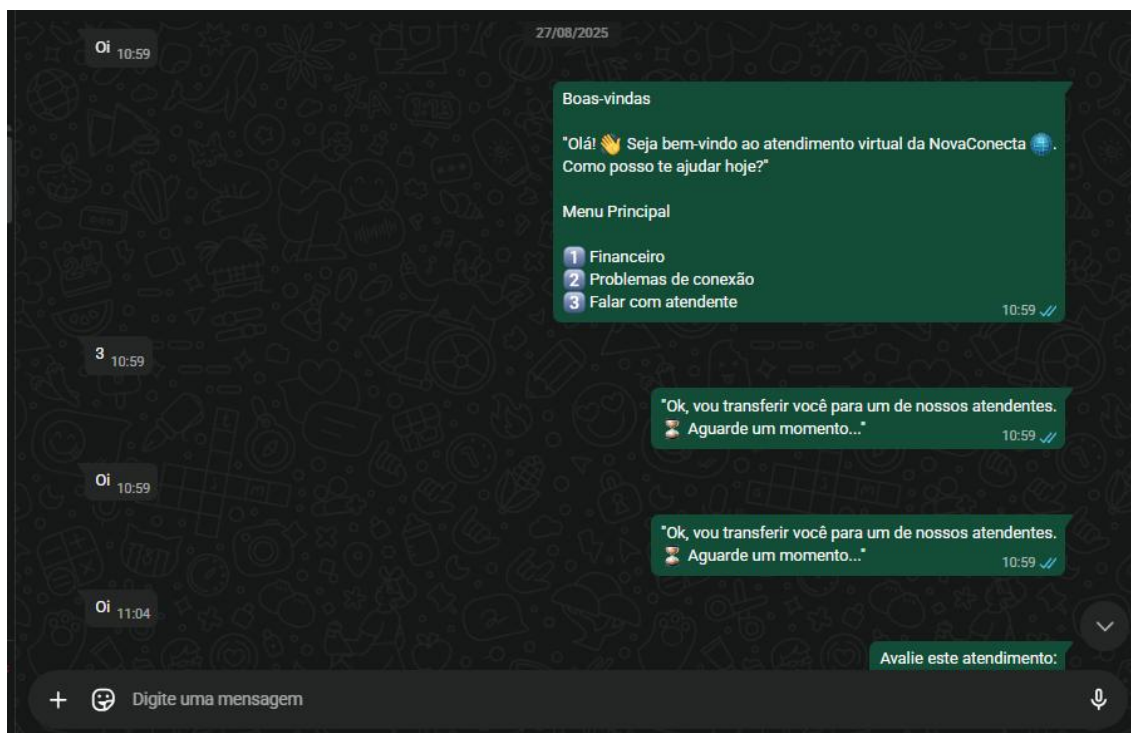 27/08/2025
Oi 10:59
Boas-vindas
"Olá! 👋 Seja bem-vindo ao atendimento virtual da NovaConecta 🌐.
Como posso te ajudar hoje?"
Menu Principal
1️⃣ Financeiro
2️⃣ Problemas de conexão
3️⃣ Falar com atendente
10:59
3 10:59
"Ok, vou transferir você para um de nossos atendentes.
⏳ Aguarde um momento..."
10:59
Oi 10:59
"Ok, vou transferir você para um de nossos atendentes.
⏳ Aguarde um momento..."
10:59
Oi 11:04
Avalie este atendimento:
Digite uma mensagem